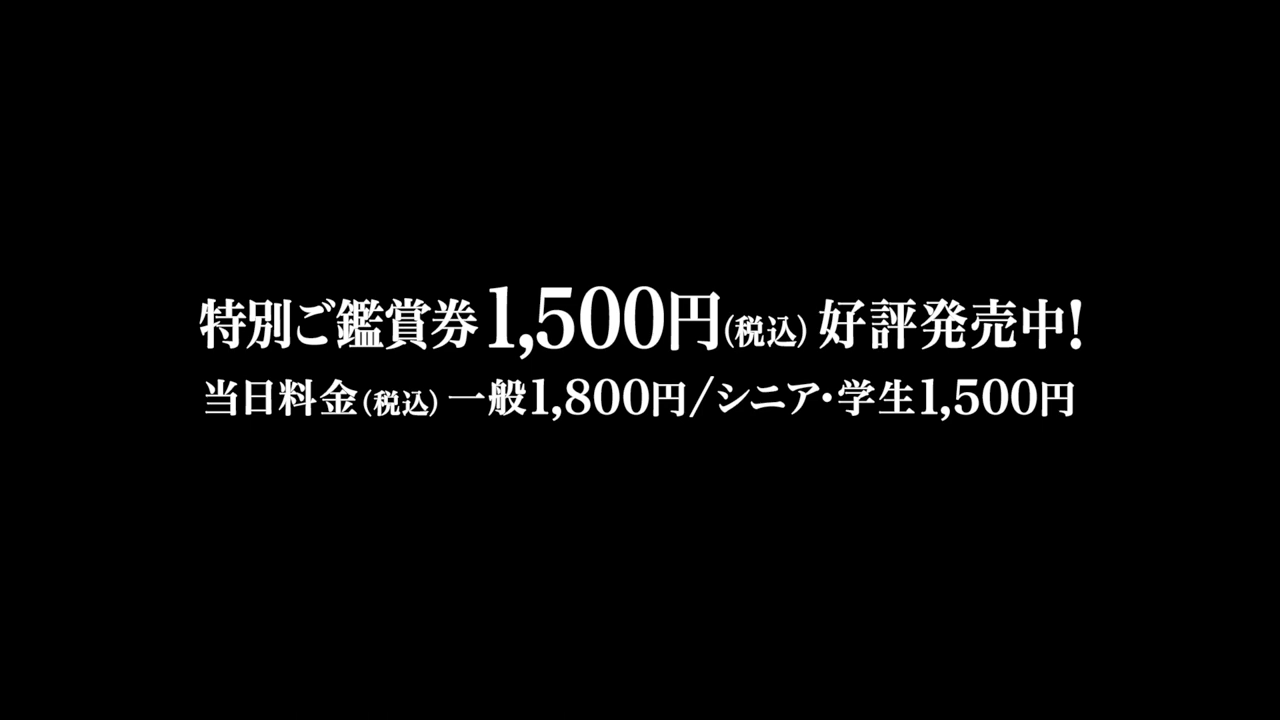 特別ご鑑賞券1,500円(税込)好評発売中!
当日料金(税込)一般1,800円/シニア・学生1,500円